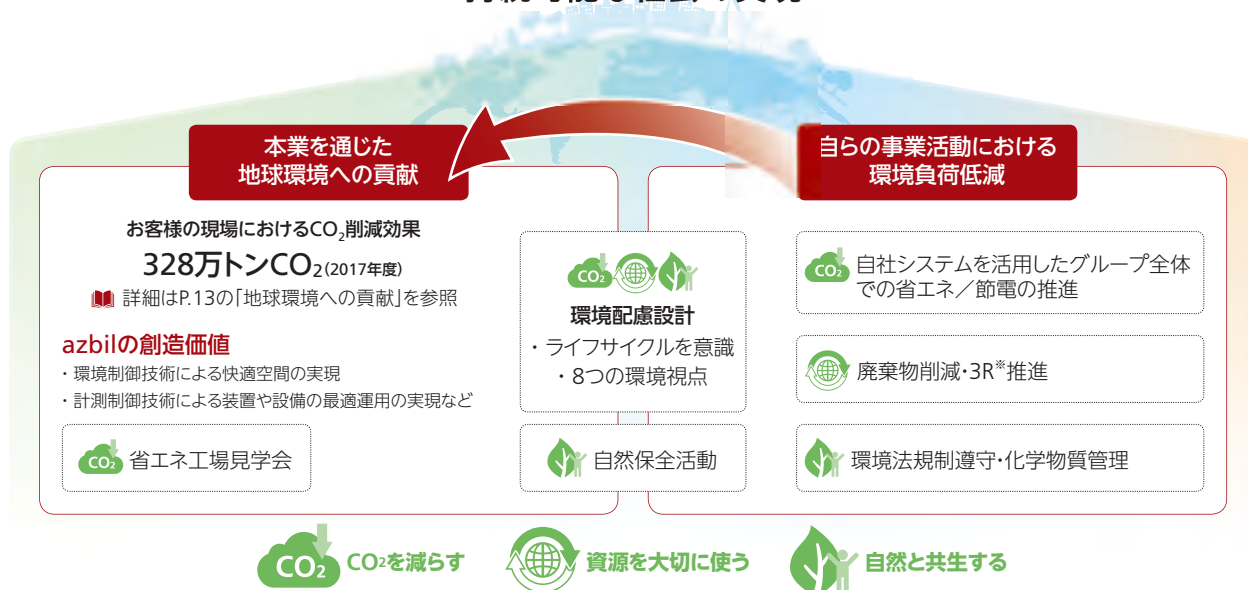 本業を通じた
地球環境への貢献
お客様の現場におけるCO₂削減効果
328万トンCO₂(2017年度)
詳細はP.13の「地球環境への貢献」を参照
azbilの創造価値
・環境制御技術による快適空間の実現
・計測制御技術による装置や設備の最適運用の実現など
CO₂ 省エネ工場見学会
CO₂
環境配慮設計
・ライフサイクルを意識
・8つの環境視点
自然保全活動
自らの事業活動における
環境負荷低減
CO₂ 自社システムを活用したグループ全体
での省エネ／節電の推進
廃棄物削減・3R※推進
環境法規制遵守・化学物質管理
CO₂ CO₂を減らす
資源を大切に使う
自然と共生する